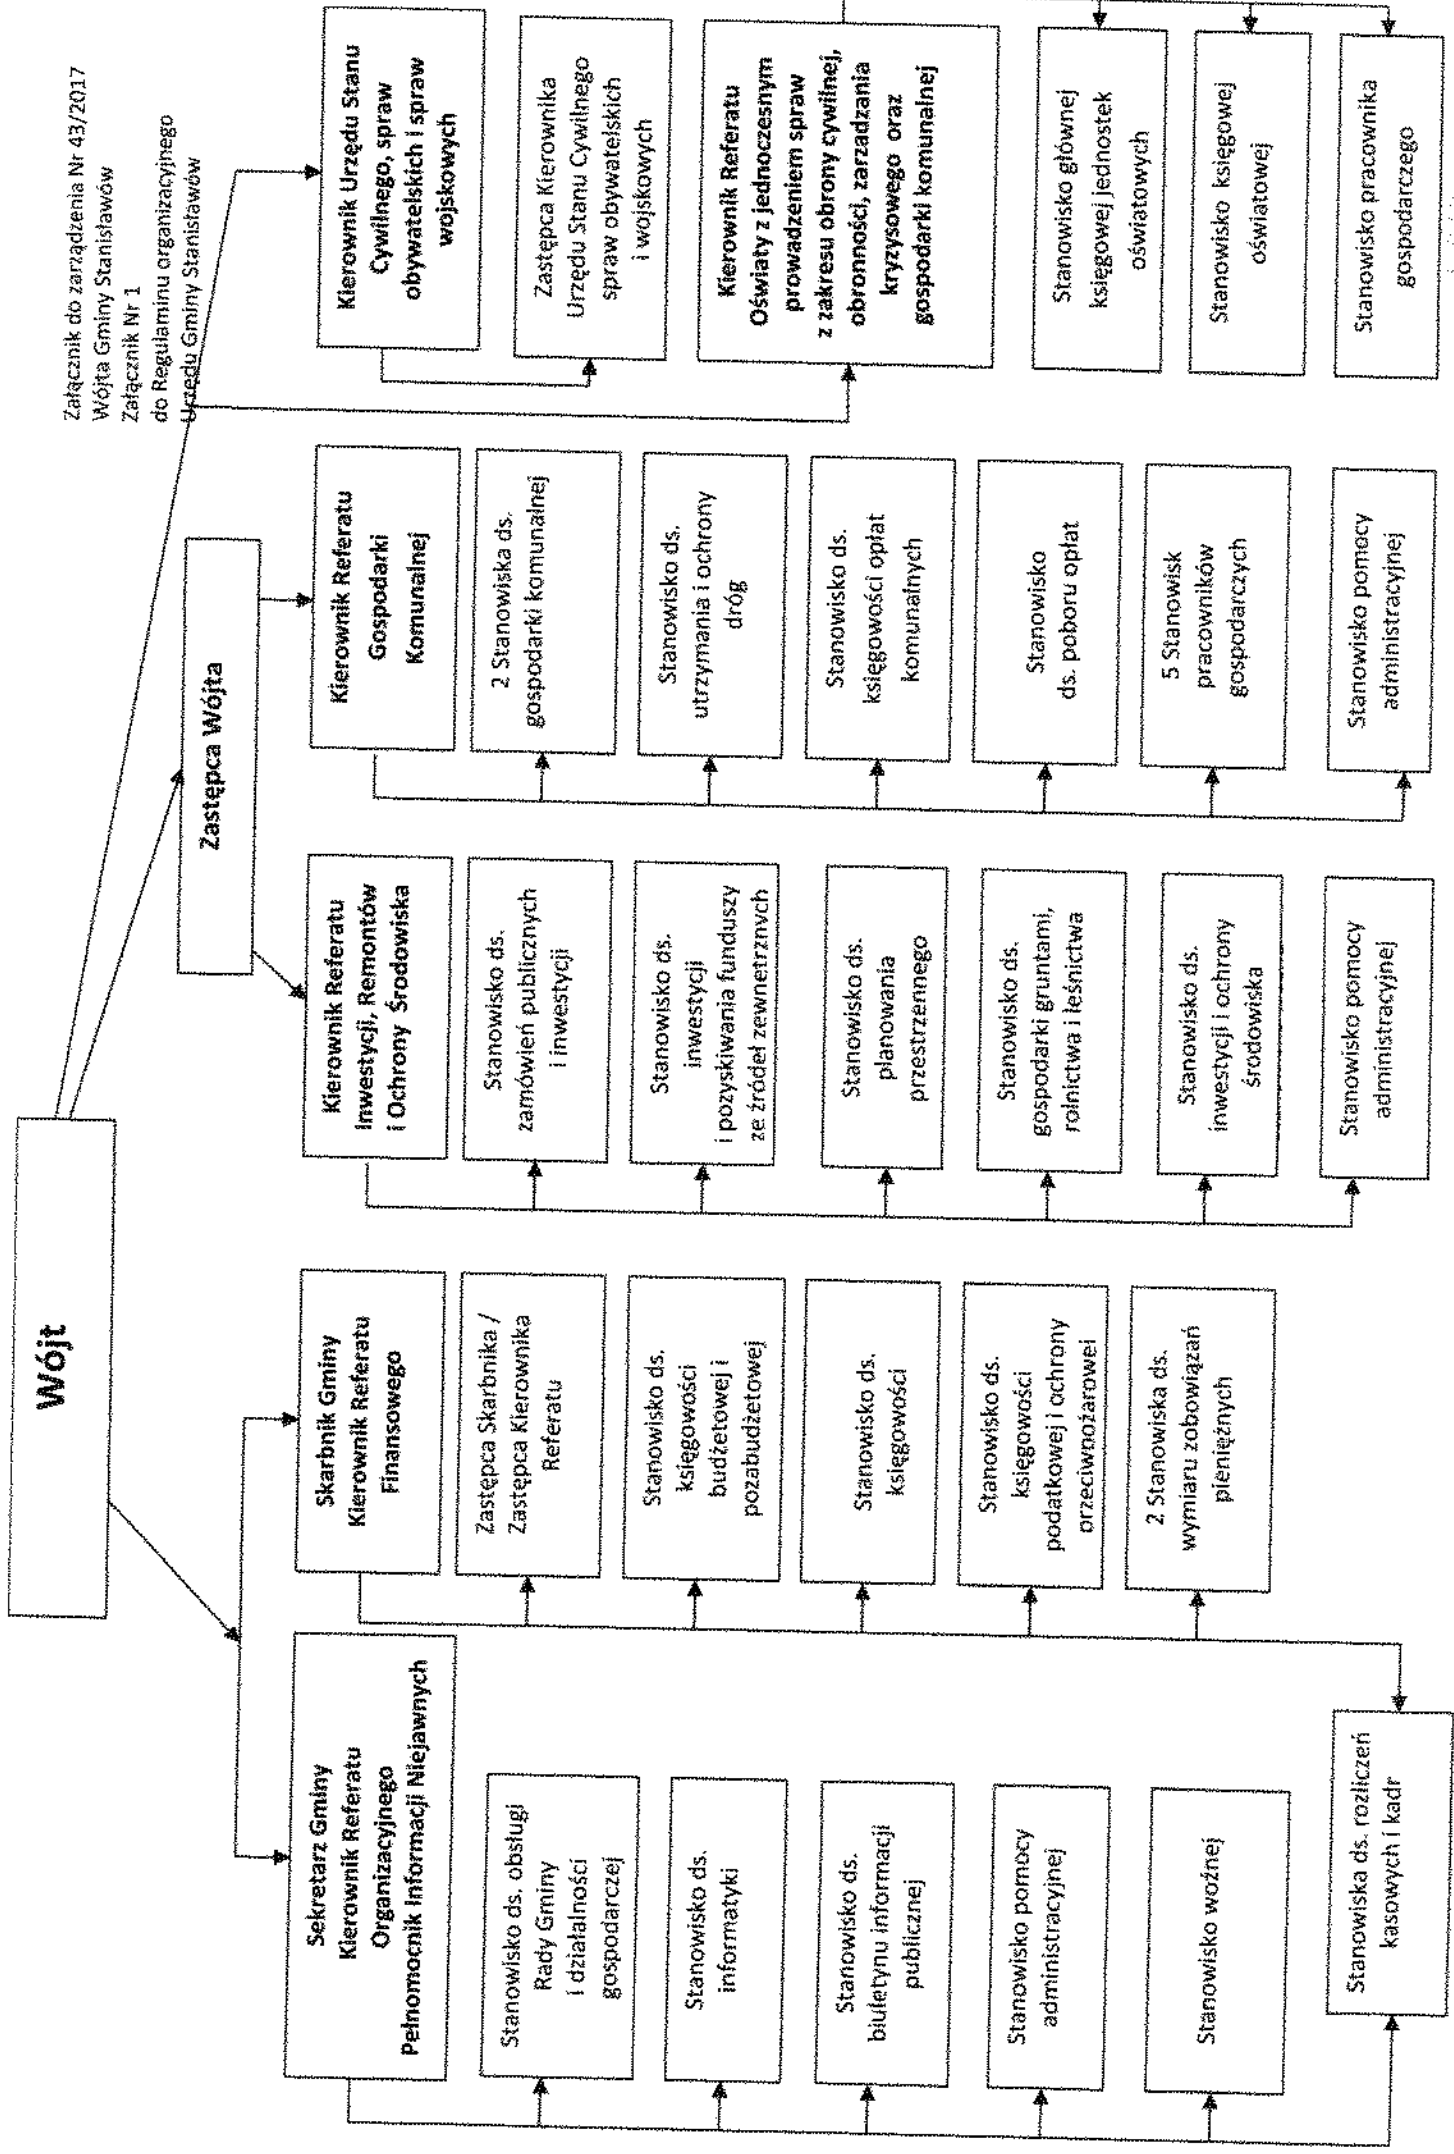 Załącznik do zarządzenia Nr 43/2017
Wójta Gminy Stanisławów
Załącznik Nr 1
do Regulaminu organizacyjnego
Urzędu Gminy Stanisławów
Wójt
Zastępca Wójta
Sekretarz Gminy
Kierownik Referatu
Organizacyjnego
Pełnomocnik Informacji Niejawnych
Stanowisko ds. obsługi
Rady Gminy
i działalności
gospodarczej
Stanowisko ds.
informatyki
Stanowisko ds.
biuletynu informacji
publicznej
Stanowisko pomocy
administracyjnej
Stanowisko woźnej
Stanowiska ds. rozliczeń
kasowych i kadr
Skarbnik Gminy
Kierownik Referatu
Finansowego
Zastępca Skarbnika /
Zastępca Kierownika
Referatu
Stanowisko ds.
księgowości
budżetowej i
pozabudżetowej
Stanowisko ds.
księgowości
Stanowisko ds.
księgowości
podatkowej i ochrony
przeciwpożarowej
2 Stanowiska ds.
wymiaru zobowiązań
pieniężnych
Kierownik Referatu
Inwestycji, Remontów
i Ochrony Środowiska
Stanowisko ds.
zamówień publicznych
i inwestycji
Stanowisko ds.
inwestycji
i pozyskiwania funduszy
ze źródeł zewnętrznych
Stanowisko ds.
planowania
przestrzennego
Stanowisko ds.
gospodarki gruntami,
rolnictwa i leśnictwa
Stanowisko ds.
inwestycji i ochrony
środowiska
Stanowisko pomocy
administracyjnej
Kierownik Referatu
Gospodarki
Komunalnej
2 Stanowiska ds.
gospodarki komunalnej
Stanowisko ds.
utrzymania i ochrony
dróg
Stanowisko ds.
księgowości opłat
komunalnych
Stanowisko
ds. poboru opłat
5 Stanowisk
pracowników
gospodarczych
Stanowisko pomocy
administracyjnej
Kierownik Urzędu Stanu
Cywilnego, spraw
obywatelskich i spraw
wojskowych
Zastępca Kierownika
Urzędu Stanu Cywilnego
spraw obywatelskich
i wojskowych
Kierownik Referatu
Oświaty z jednoczesnym
prowadzeniem spraw
z zakresu obrony cywilnej,
obronności, zarzadzania
kryzysowego oraz
gospodarki komunalnej
Stanowisko głównej
księgowej jednostek
oświatowych
Stanowisko księgowej
oświatowej
Stanowisko pracownika
gospodarczego